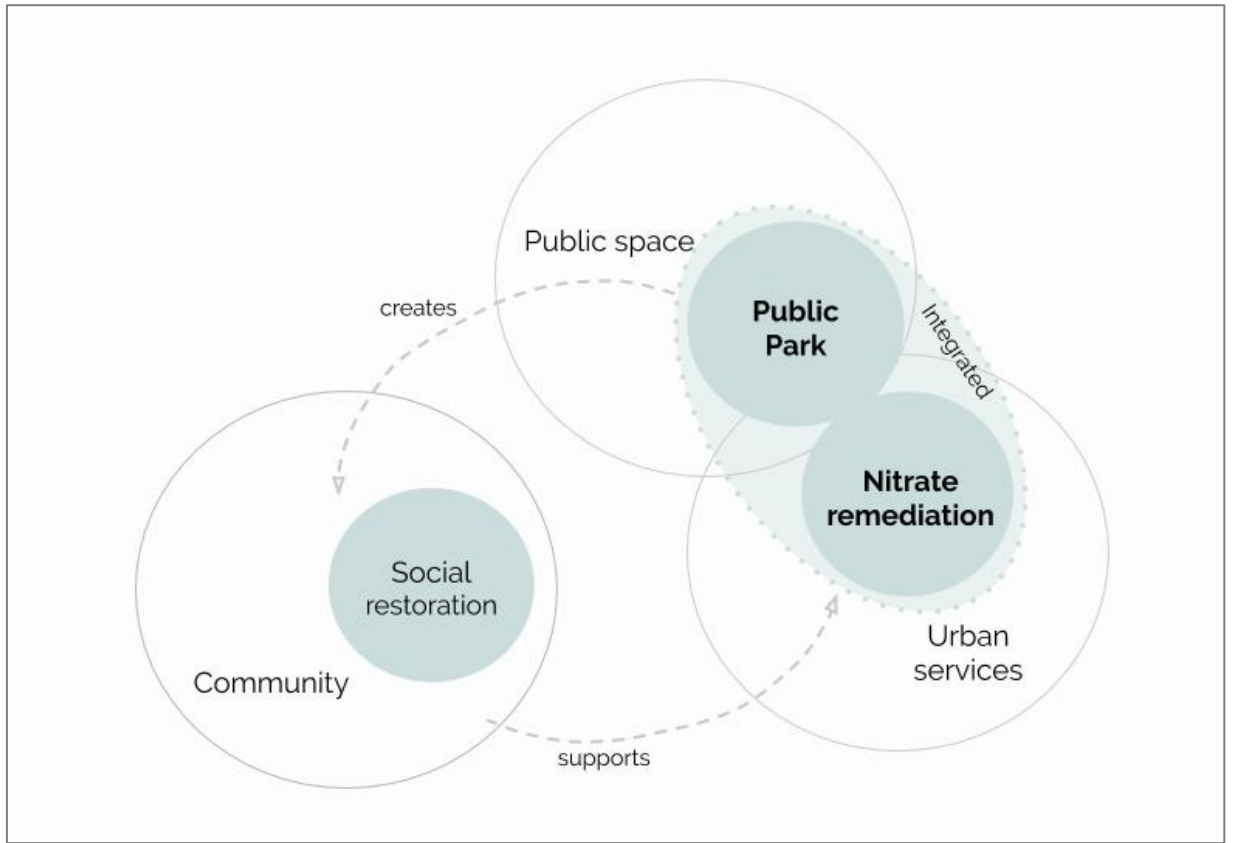 Public space
creates
Public
Park
Integrated
Nitrate
remediation
Social
restoration
Community
Urban
services
supports